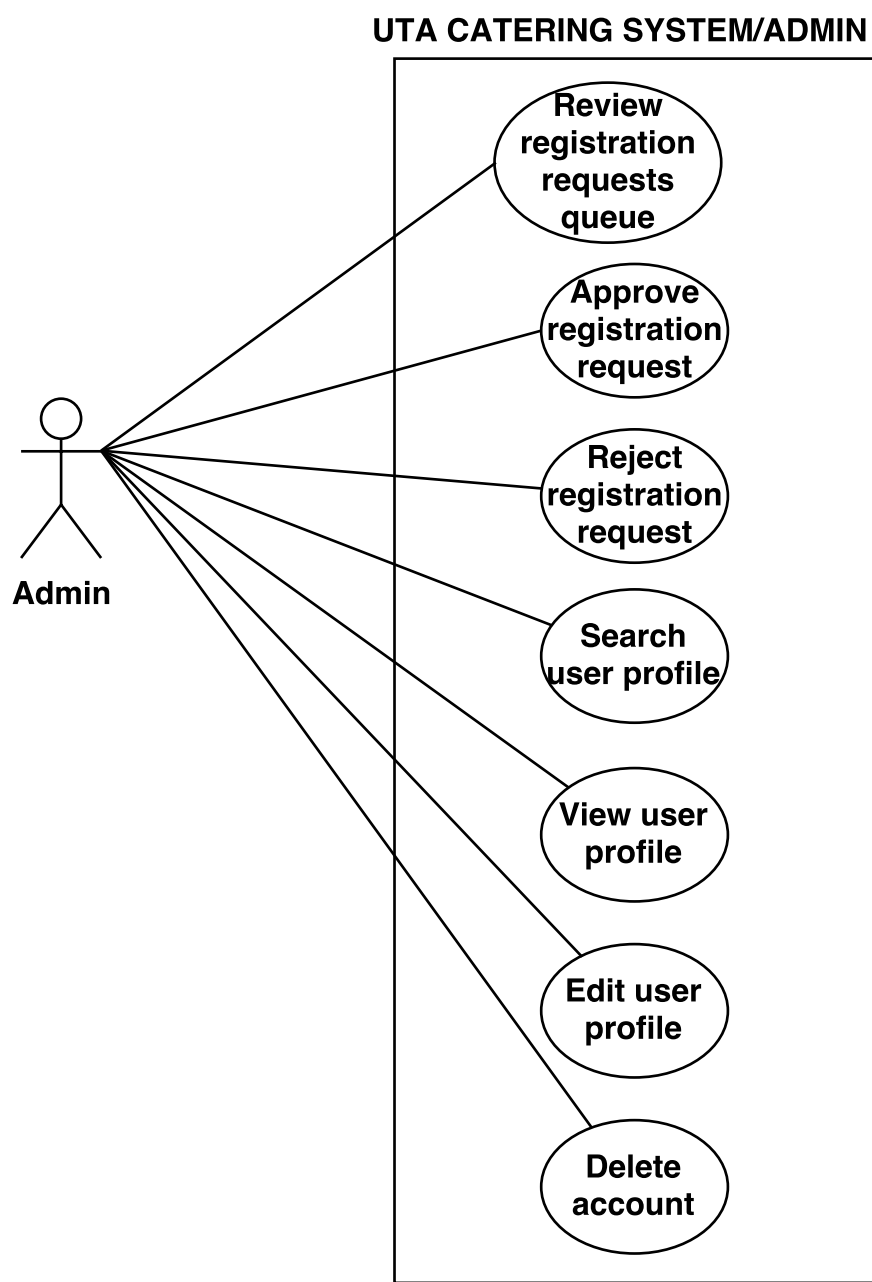 UTA CATERING SYSTEM/ADMIN
Review
registration
requests
queue
Approve
registration
request
Reject
registration
request
Admin
Search
user profile
View user
profile
Edit user
profile
Delete
account